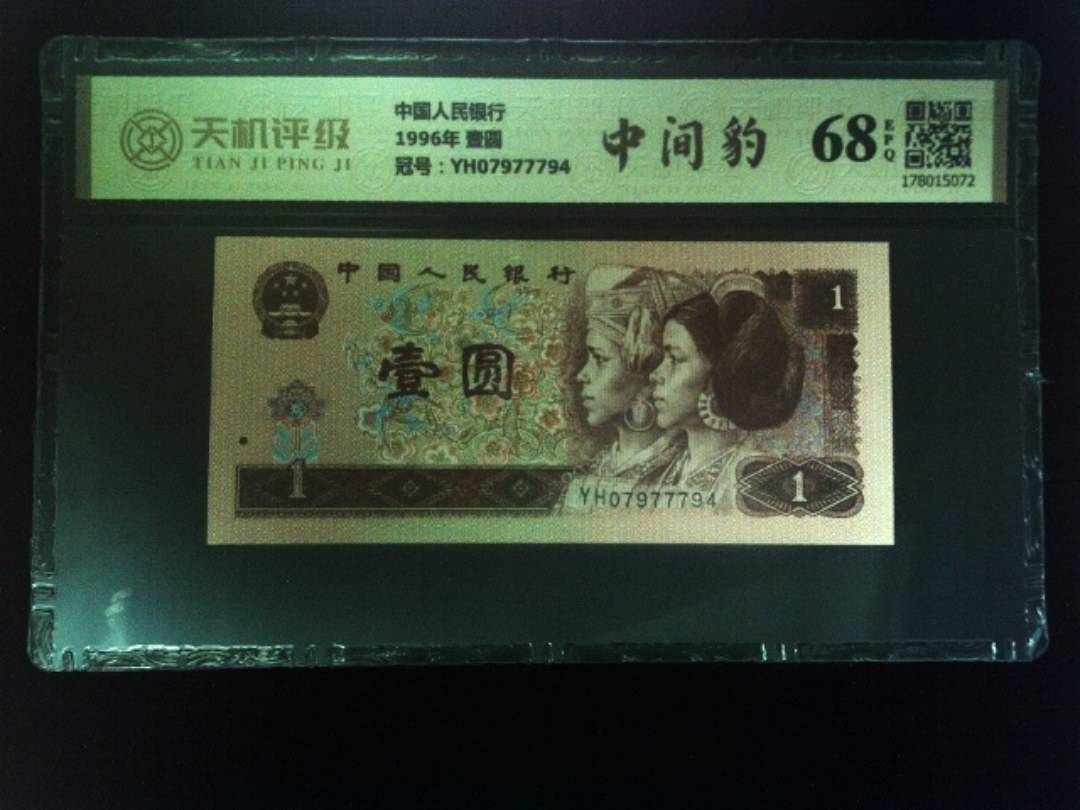 天机评级
TIAN JI PING JI
中国人民银行
1996年 壹圆
冠号：YH07977794
中间豹
68
EPQ
178015072
中国人民银行
1
壹圆
1
YH07977794
1